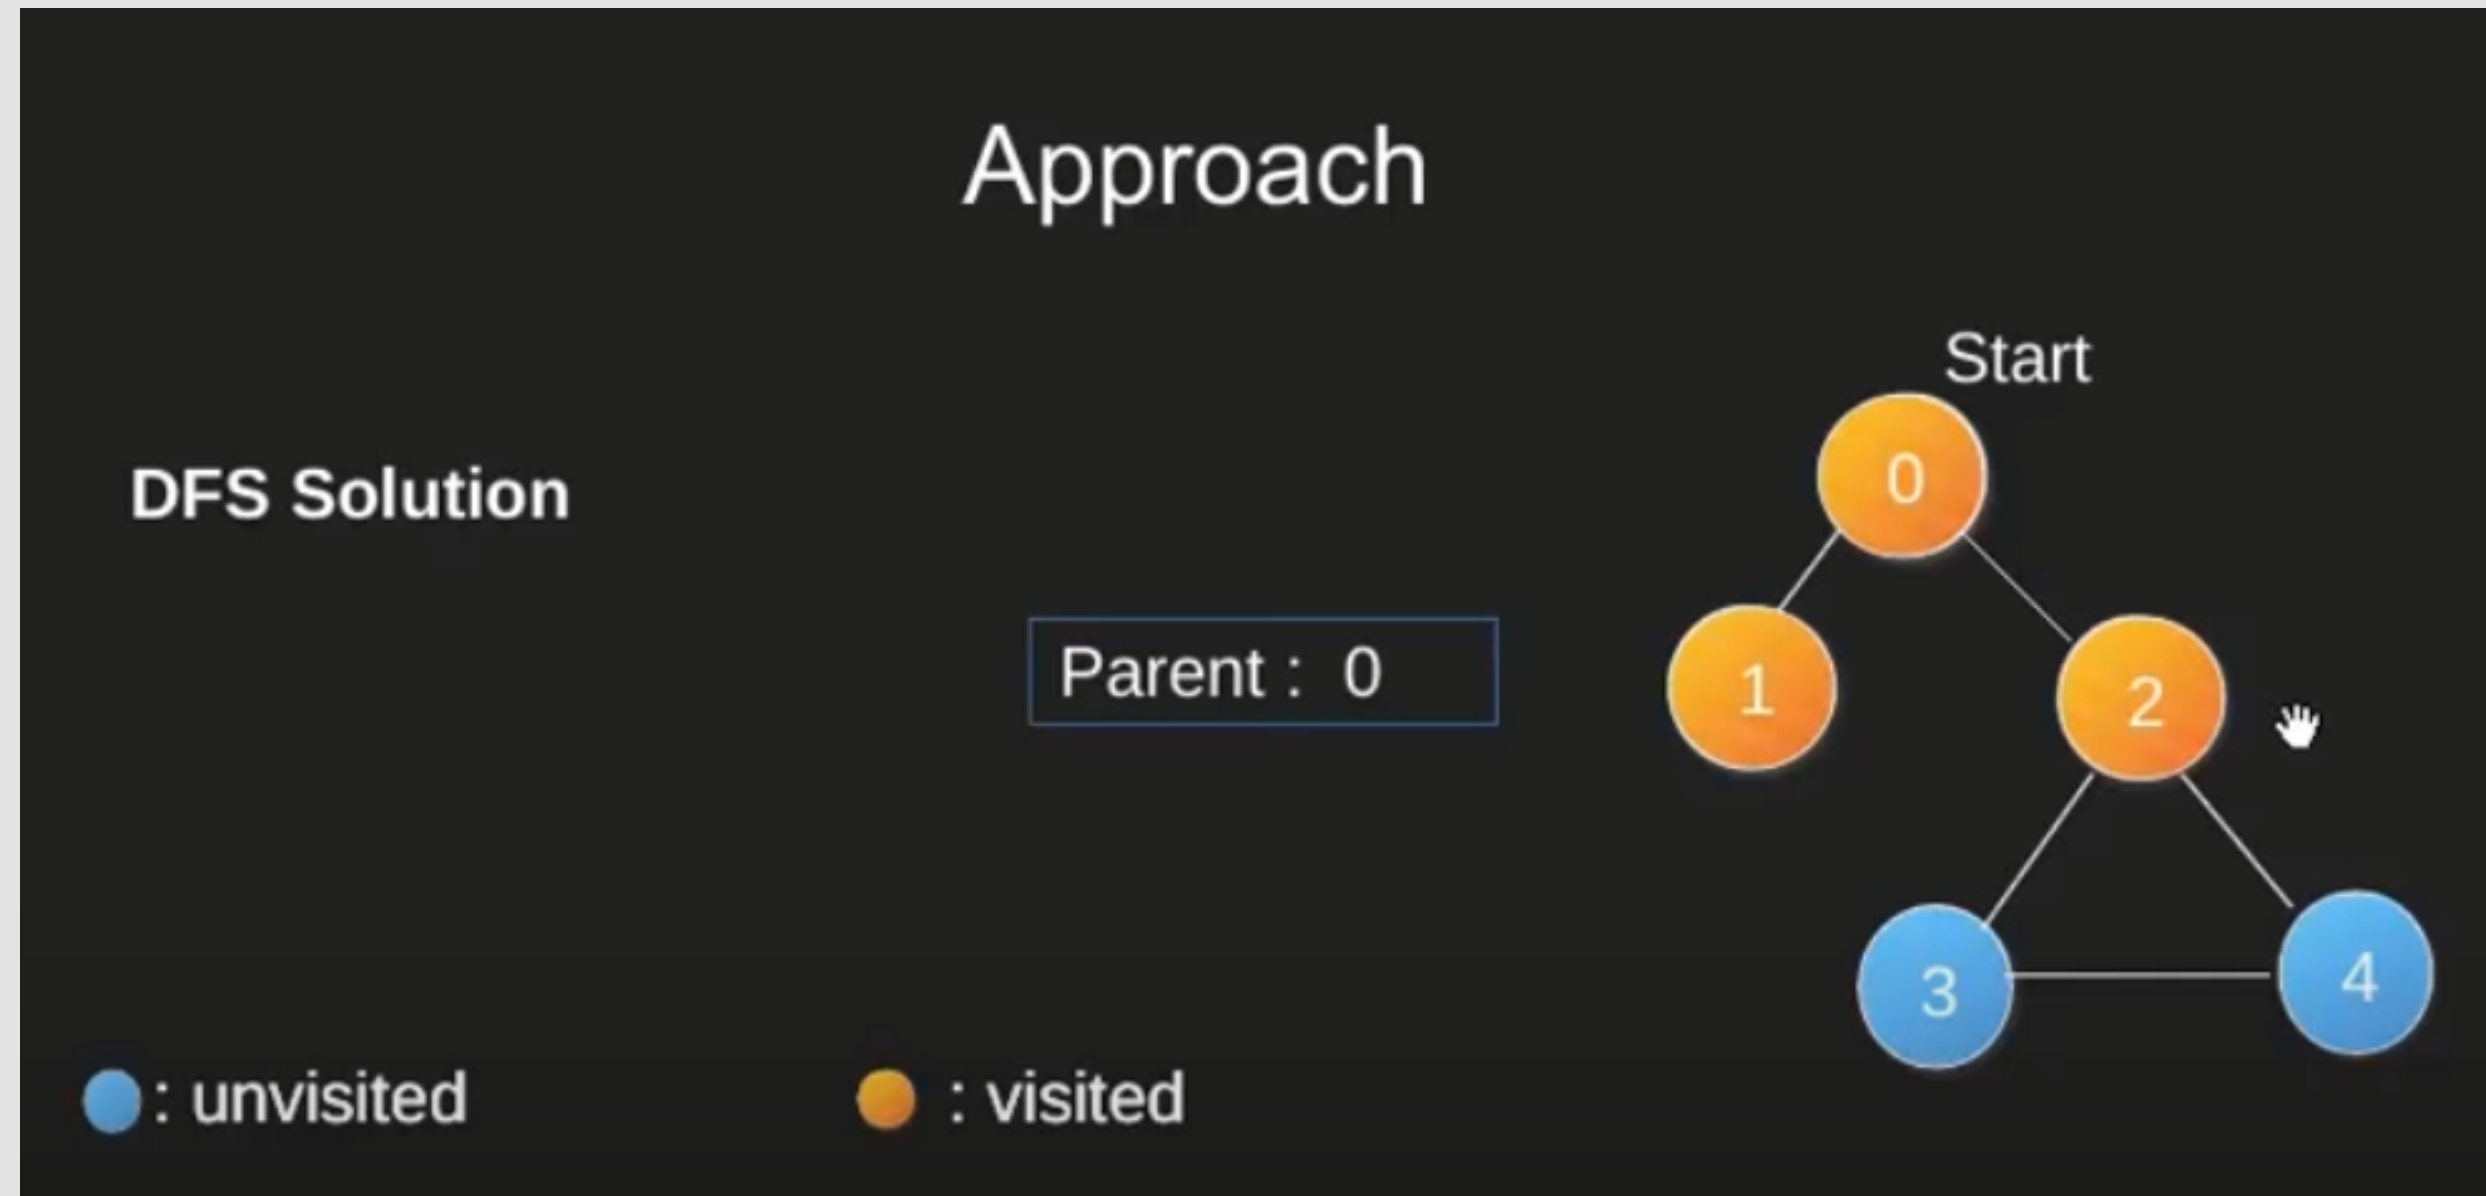 Approach
Start
0
DFS Solution
Parent : 0
1
2
3
4
: unvisited
: visited